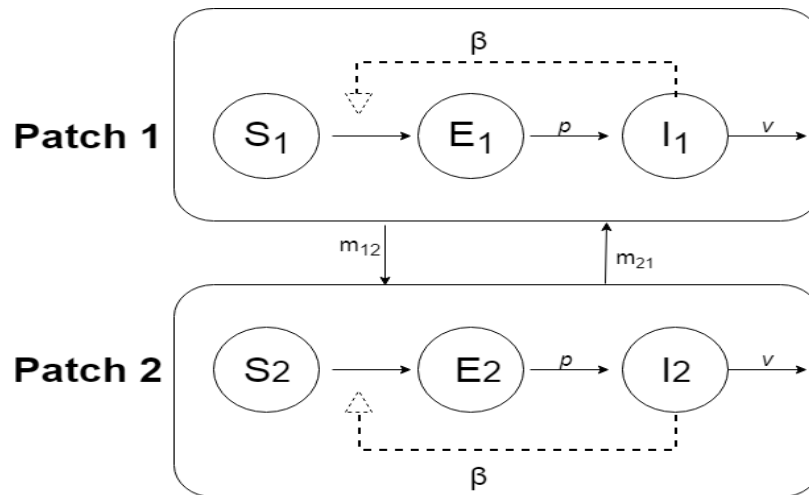 β
Patch 1 S1 E1 p I1 v
m12 m21
Patch 2 S2 E2 p I2 v
β